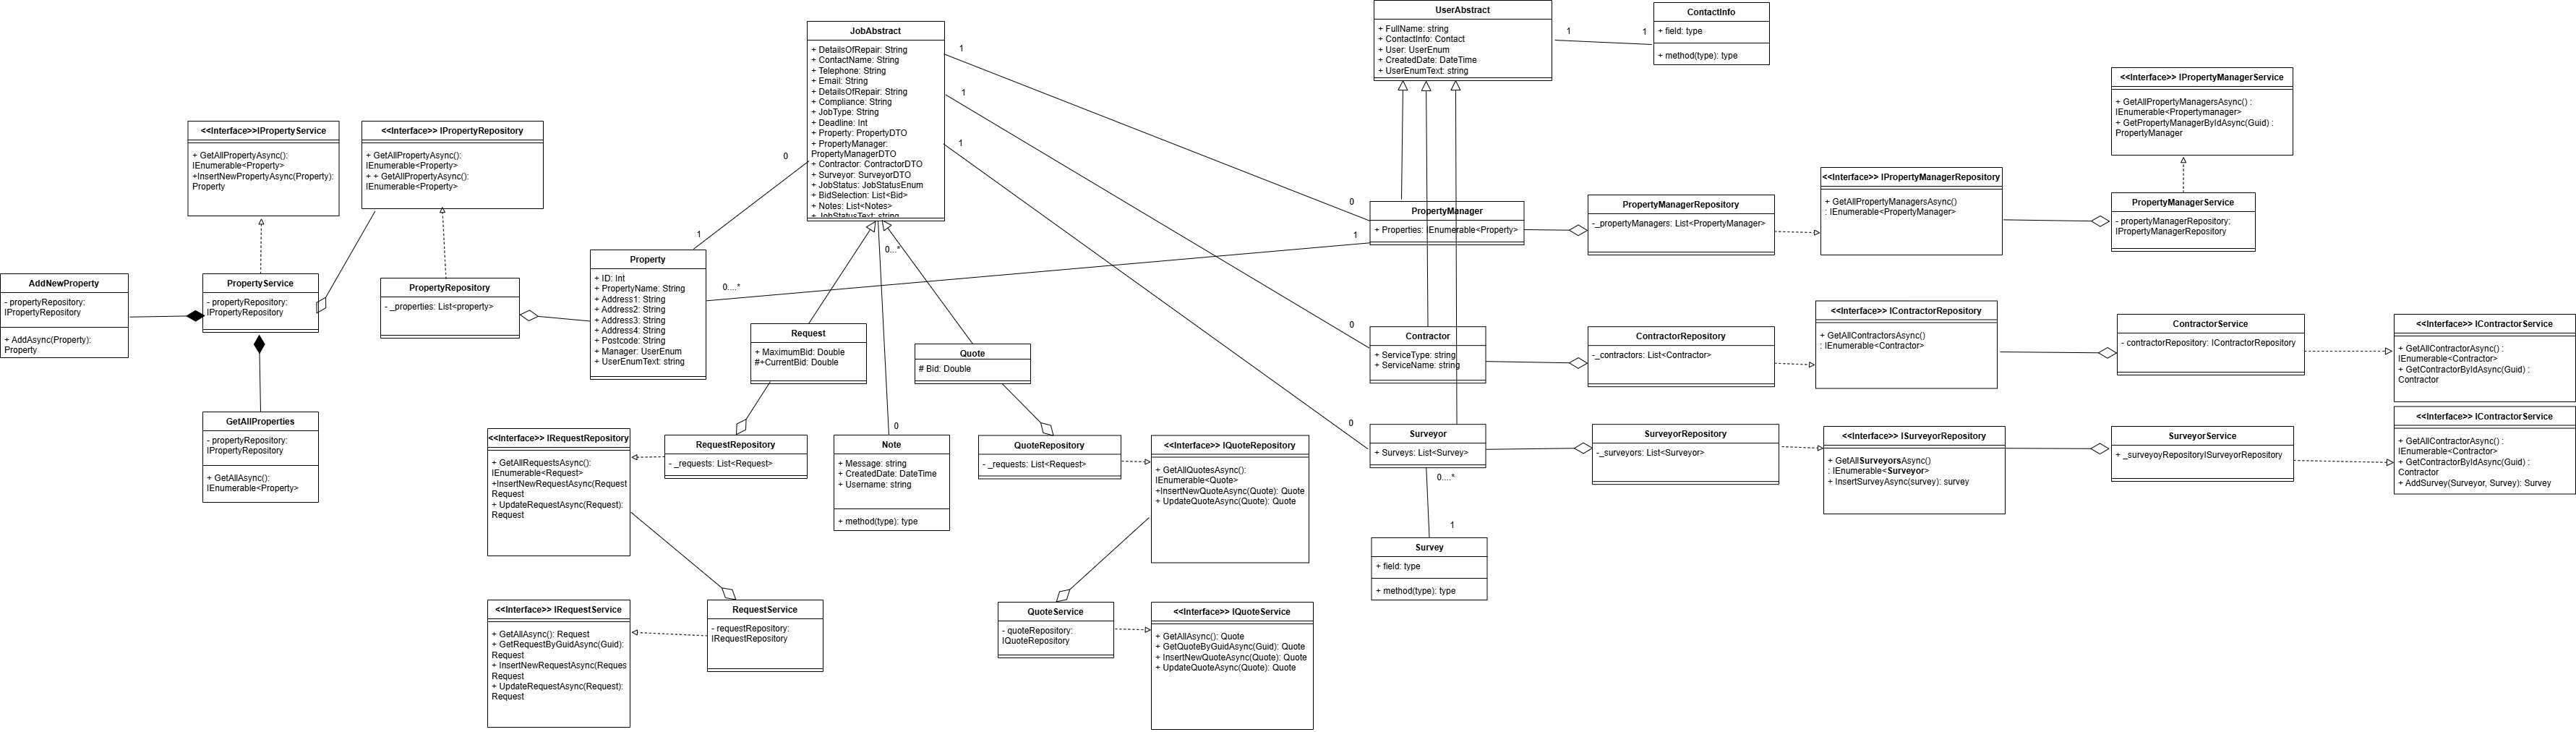 JobAbstract
+ DetailsOfRepair: String
+ ContactName: String
+ Telephone: String
+ Email: String
+ DetailsOfRepair: String
+ Compliance: String
+ JobType: String
+ Deadline: Int
+ Property: PropertyDTO
+ PropertyManager:
PropertyManagerDTO
+ Contractor: ContractorDTO
+ Surveyor: SurveyorDTO
+ JobStatus: JobStatusEnum
+ BidSelection: List<Bid>
+ Notes: List<Notes>
+ JobStatusText: string
UserAbstract
+ FullName: string
+ ContactInfo: Contact
+ User: UserEnum
+ CreatedDate: DateTime
+ UserEnumText: string
1
1
ContactInfo
+ field: type
+ method(type): type
<<Interface>> IPropertyManagerService
+ GetAllPropertyManagersAsync() :
IEnumerable<Propertymanager>
+ GetPropertyManagerByIdAsync(Guid) :
PropertyManager
<<Interface>>IPropertyService
+ GetAllPropertyAsync():
IEnumerable<Property>
+InsertNewPropertyAsync(Property):
Property
<<Interface>> IPropertyRepository
+ GetAllPropertyAsync():
IEnumerable<Property>
+ + GetAllPropertyAsync():
IEnumerable<Property>
1
1
1
0
1
0...*
0
1
0....*
0
0
PropertyManager
+ Properties: IEnumerable<Property>
PropertyManagerRepository
-_propertyManagers: List<PropertyManager>
<<Interface>> IPropertyManagerRepository
+ GetAllPropertyManagersAsync()
: IEnumerable<PropertyManager>
PropertyManagerService
- propertyManagerRepository:
IPropertyManagerRepository
AddNewProperty
- propertyRepository:
IPropertyRepository
+ AddAsync(Property):
Property
PropertyService
- propertyRepository:
IPropertyRepository
PropertyRepository
- _properties: List<property>
Property
+ ID: Int
+ PropertyName: String
+ Address1: String
+ Address2: String
+ Address3: String
+ Address4: String
+ Postcode: String
+ Manager: UserEnum
+ UserEnumText: string
Request
+ MaximumBid: Double
#+CurrentBid: Double
Quote
# Bid: Double
Contractor
+ ServiceType: string
+ ServiceName: string
ContractorRepository
-_contractors: List<Contractor>
<<Interface>> IContractorRepository
+ GetAllContractorsAsync()
: IEnumerable<Contractor>
ContractorService
- contractorRepository: IContractorRepository
<<Interface>> IContractorService
+ GetAllContractorAsync() :
IEnumerable<Contractor>
+ GetContractorByIdAsync(Guid) :
Contractor
GetAllProperties
- propertyRepository:
IPropertyRepository
+ GetAllAsync():
IEnumerable<Property>
<<Interface>> IRequestRepository
+ GetAllRequestsAsync():
IEnumerable<Request>
+InsertNewRequestAsync(Request
Request
+ UpdateRequestAsync(Request):
Request
RequestRepository
- _requests: List<Request>
0
Note
+ Message: string
+ CreatedDate: DateTime
+ Username: string
+ method(type): type
QuoteRepository
- _requests: List<Request>
<<Interface>> IQuoteRepository
+ GetAllQuotesAsync():
IEnumerable<Quote>
+InsertNewQuoteAsync(Quote): Quote
+ UpdateQuoteAsync(Quote): Quote
Surveyor
+ Surveys: List<Survey>
0....*
1
SurveyorRepository
-_surveyors: List<Surveyor>
<<Interface>> ISurveyorRepository
+ GetAllSurveyorsAsync()
: IEnumerable<Surveyor>
+ InsertSurveyAsync(survey): survey
SurveyorService
+ _surveyoyRepositoryISurveyorRepository
<<Interface>> IContractorService
+ GetAllContractorAsync() :
IEnumerable<Contractor>
+ GetContractorByIdAsync(Guid) :
Contractor
+ AddSurvey(Surveyor, Survey): Survey
Survey
+ field: type
+ method(type): type
<<Interface>> IRequestService
+ GetAllAsync(): Request
+ GetRequestByGuidAsync(Guid):
Request
+ InsertNewRequestAsync(Reques
Request
+ UpdateRequestAsync(Request):
Request
RequestService
- requestRepository:
IRequestRepository
QuoteService
- quoteRepository:
IQuoteRepository
<<Interface>> IQuoteService
+ GetAllAsync(): Quote
+ GetQuoteByGuidAsync(Guid): Quote
+ InsertNewQuoteAsync(Quote): Quote
+ UpdateQuoteAsync(Quote): Quote